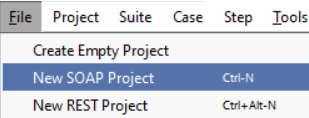 File Project Suite Case Step Tools
Create Empty Project
New SOAP Project Ctrl-N
New REST Project Ctrl+Alt-N